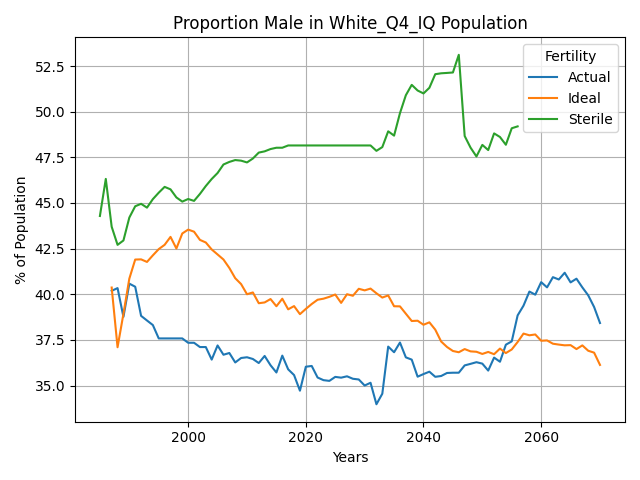 Proportion Male in White_Q4_IQ Population
% of Population
52.5
50.0
47.5
45.0
42.5
40.0
37.5
35.0
Fertility
Actual
Ideal
Sterile
2000
2020
2040
2060
Years